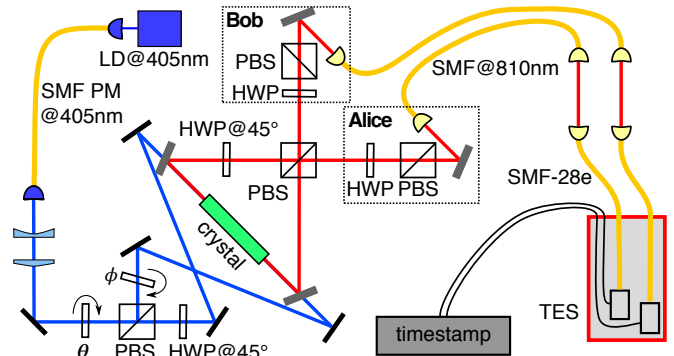 Bob
LD@405nm
PBS
SMF@810nm
SMF PM
@405nm
HWP
Alice
HWP@45°
PBS
HWP PBS
SMF-28e
crystal
ϕ
TES
timestamp
θ
PBS
HWP@45°